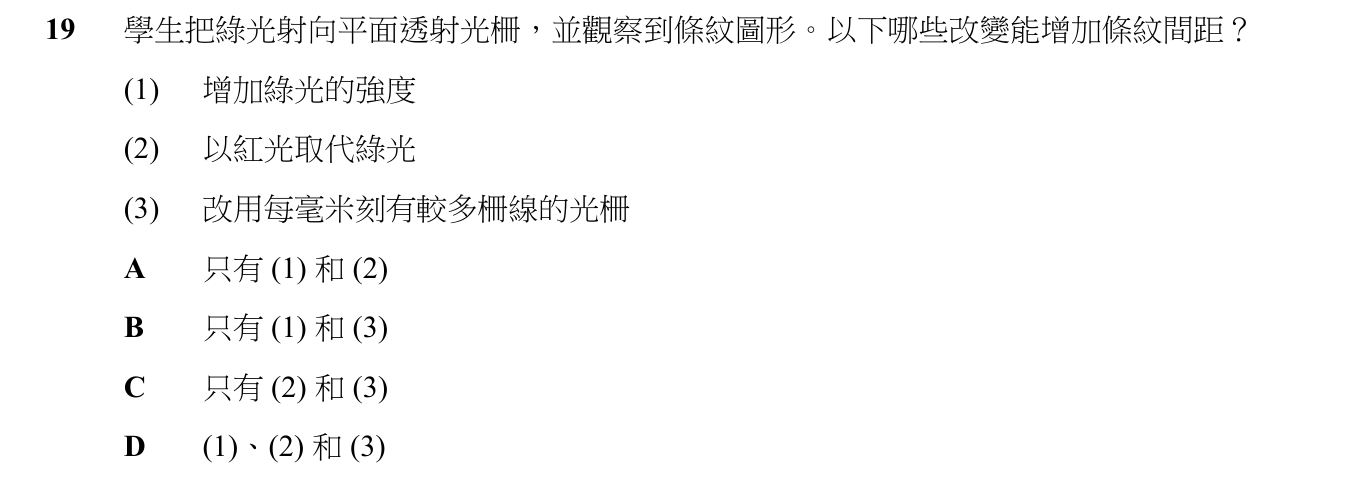 19 學生把綠光射向平面透射光柵，並觀察到條紋圖形。以下哪些改變能增加條紋間距？
(1) 增加綠光的強度
(2) 以紅光取代綠光
(3) 改用每毫米刻有較多柵線的光柵
A 只有 (1) 和 (2)
B 只有 (1) 和 (3)
C 只有 (2) 和 (3)
D (1)、(2) 和 (3)